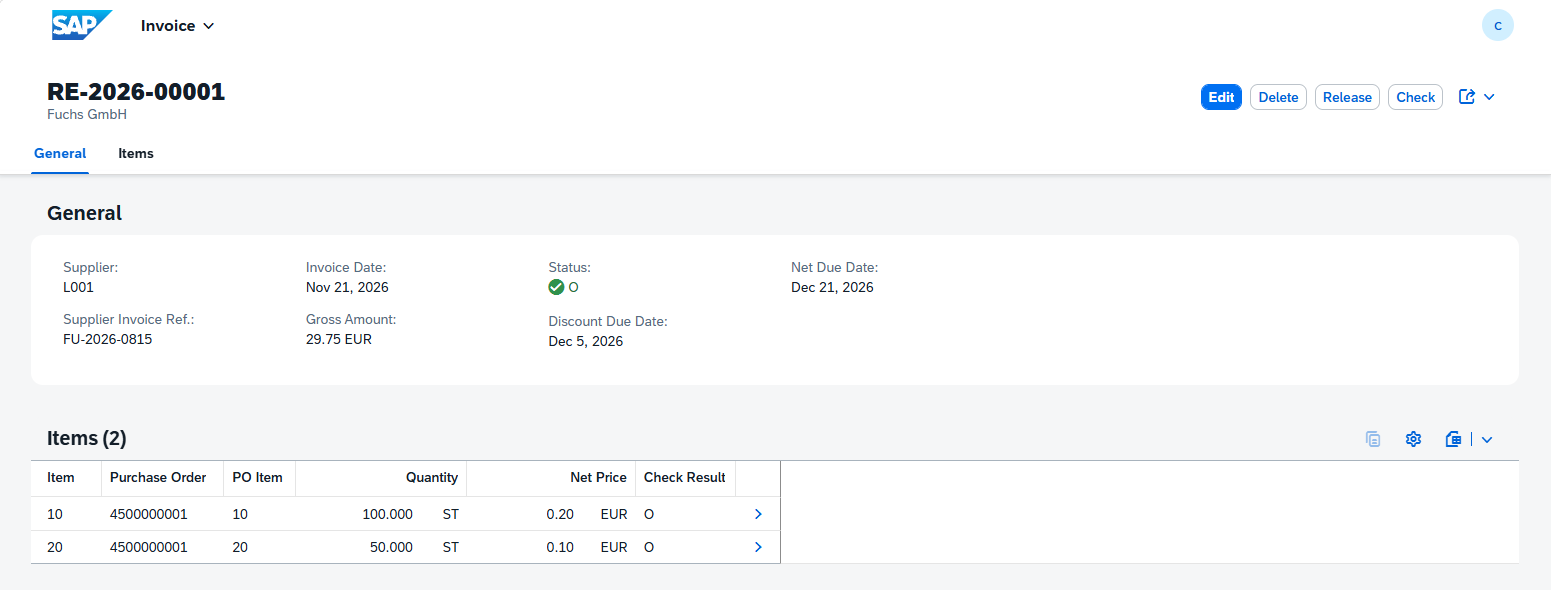 SAP Invoice C
RE-2026-00001
Fuchs GmbH
Edit Delete Release Check
General Items
General
Supplier: Invoice Date: Status: Net Due Date:
L001 Nov 21, 2026 O Dec 21, 2026
Supplier Invoice Ref.: Gross Amount: Discount Due Date:
FU-2026-0815 29.75 EUR Dec 5, 2026
Items (2)
Item Purchase Order PO Item Quantity Net Price Check Result
10 4500000001 10 100.000 ST 0.20 EUR O
20 4500000001 20 50.000 ST 0.10 EUR O